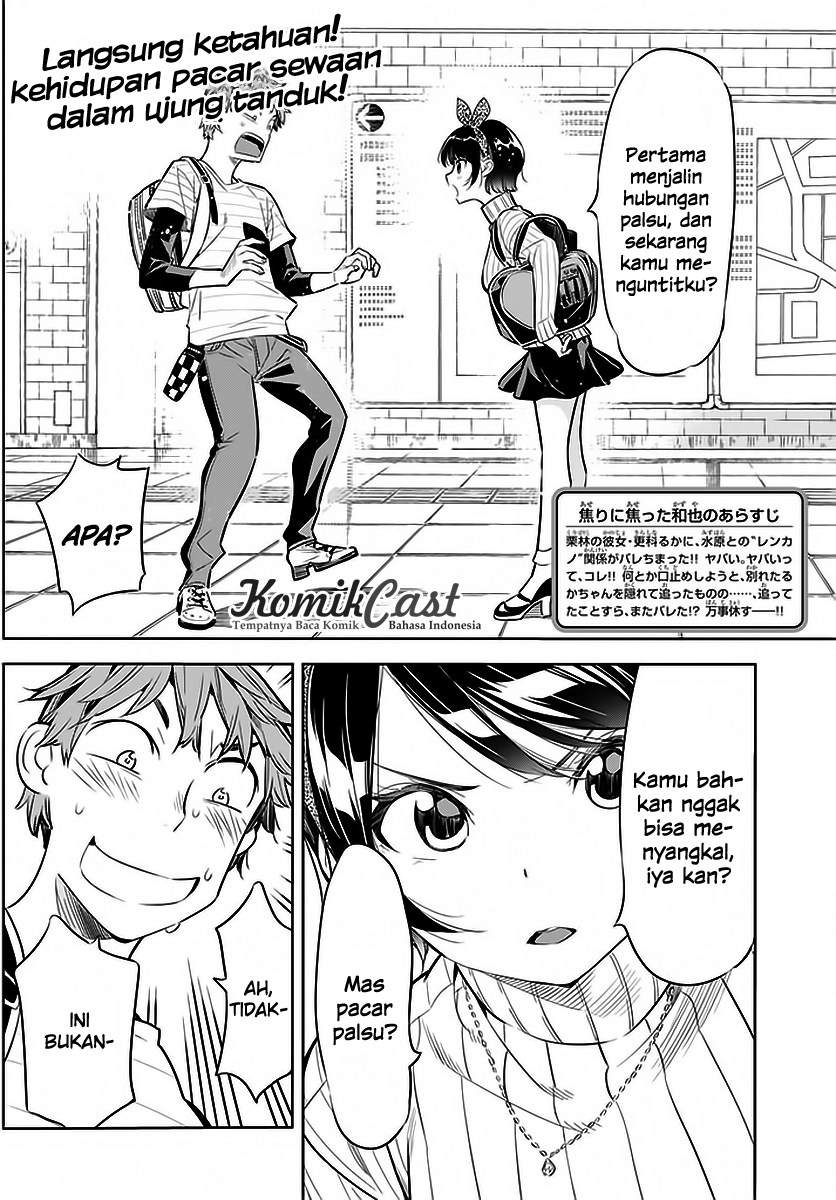 Langsung ketahuan!
kehidupan pacar sewaan
dalam ujung tanduk!
Pertama
menjalin
hubungan
palsu, dan
sekarang
kamu me-
nguntitku?
APA?
焦りに焦った和也のあらすじ
栗林の彼女・更科るかに、水原との“レンカ
ノ”関係がバレちまった!! ヤバい。ヤバいっ
て、コレ!! 何とか口止めしようと、別れたる
かちゃんを隠れて追ったものの……、追っ
てたことすら、またバレた!? 万事休す──!!
KomikCast
Tempatnya Baca Komik Bahasa Indonesia
Kamu bah-
kan nggak
bisa me-
nyangkal,
iya kan?
Mas
pacar
palsu?
AH,
TIDAK-
INI
BUKAN-